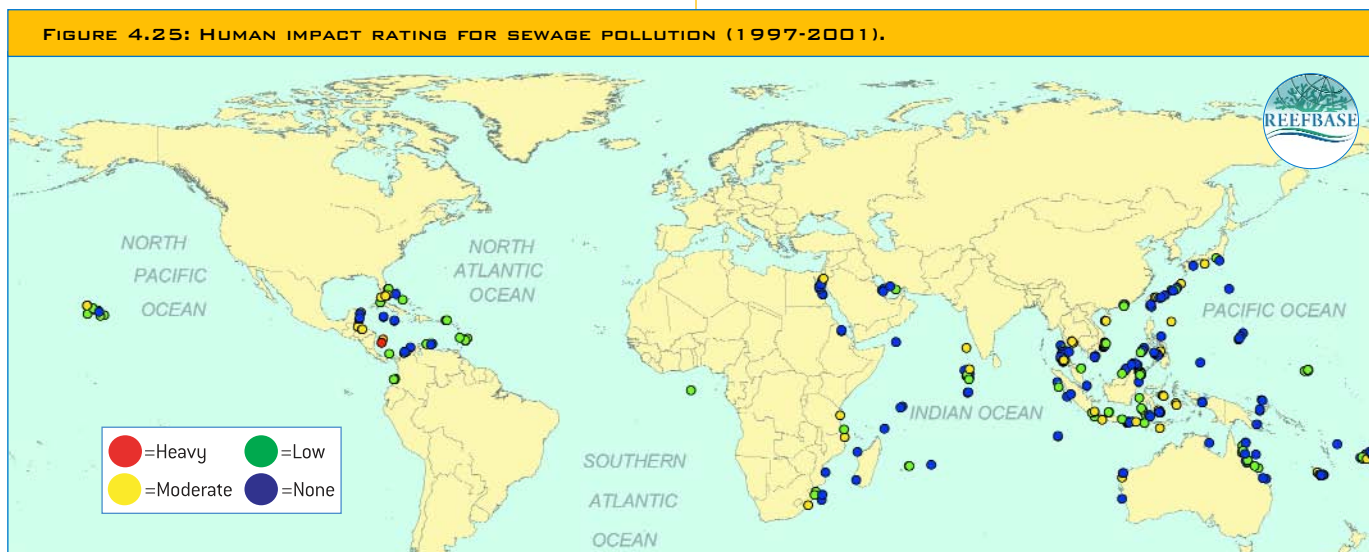 FIGURE 4.25: HUMAN IMPACT RATING FOR SEWAGE POLLUTION (1997-2001).
REEFBASE
NORTH
PACIFIC
OCEAN
NORTH
ATLANTIC
OCEAN
PACIFIC OCEAN
INDIAN OCEAN
SOUTHERN
ATLANTIC
OCEAN
=Heavy
=Low
=Moderate
=None